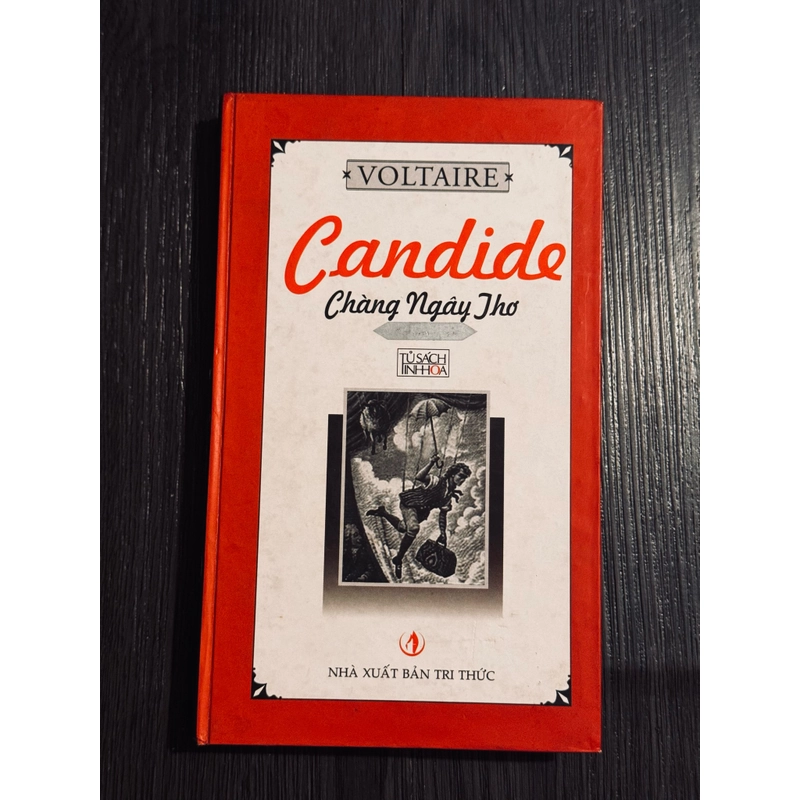 VOLTAIRE
Candide
Chàng Ngây Thơ
TỦ SÁCH
TINH HOA
NHÀ XUẤT BẢN TRI THỨC